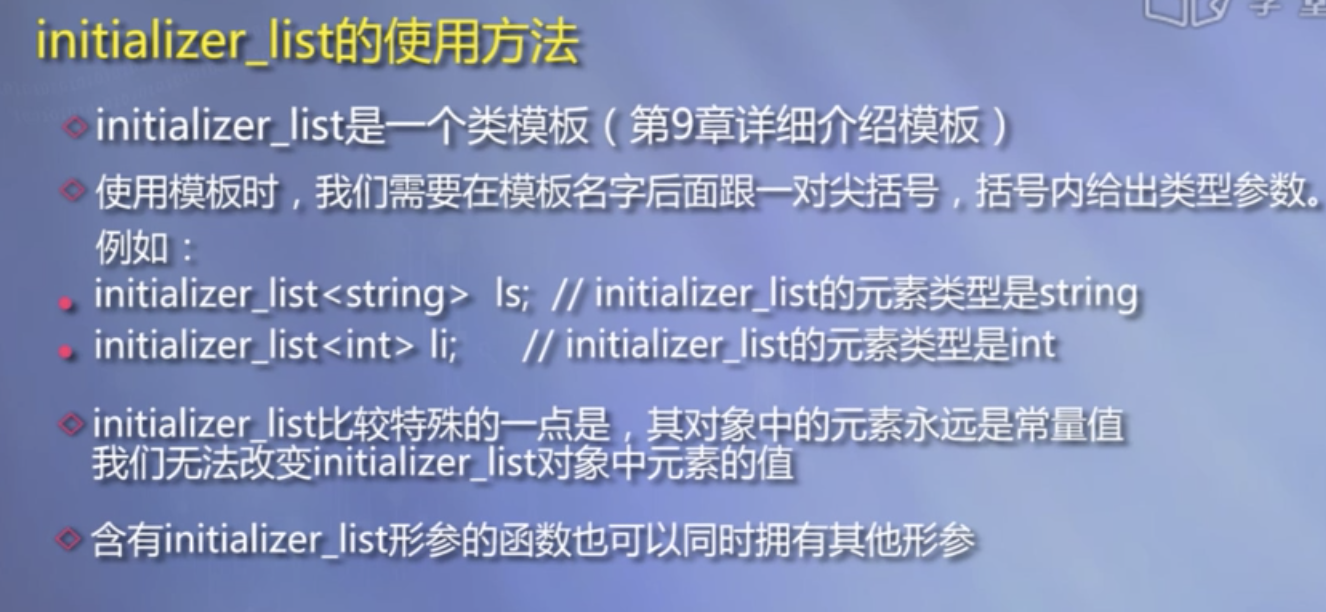 initializer_list的使用方法
initializer_list是一个类模板（第9章详细介绍模板）
使用模板时，我们需要在模板名字后面跟一对尖括号，括号内给出类型参数。
例如：
initializer_list<string> ls; // initializer_list的元素类型是string
initializer_list<int> li; // initializer_list的元素类型是int
initializer_list比较特殊的一点是，其对象中的元素永远是常量值
我们无法改变initializer_list对象中元素的值
含有initializer_list形参的函数也可以同时拥有其他形参